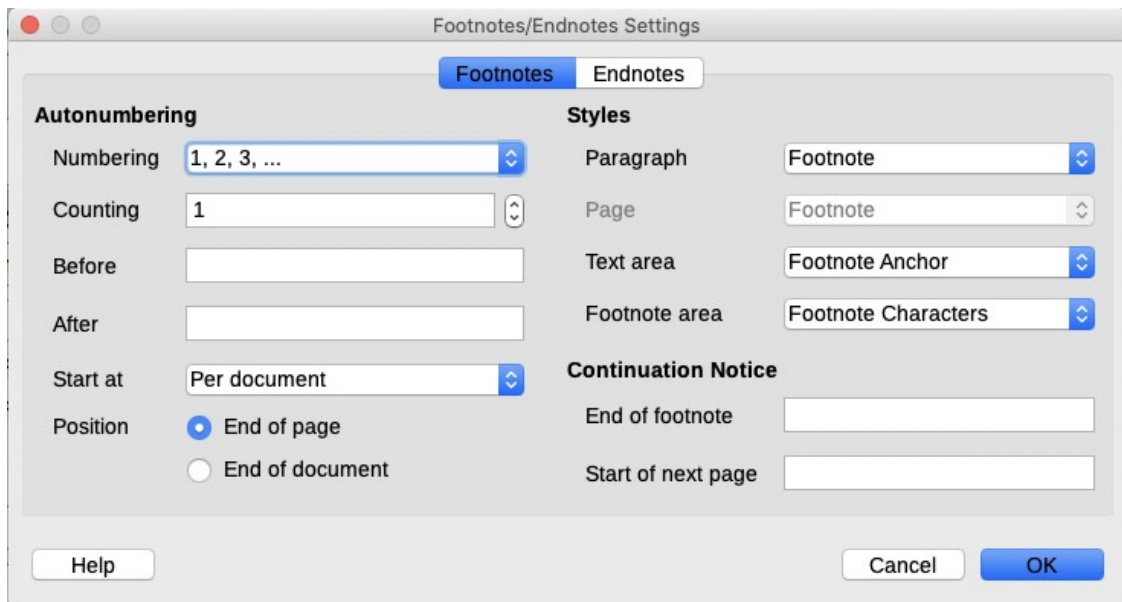 Footnotes/Endnotes Settings
Footnotes
Endnotes
Autonumbering
Numbering
1, 2, 3, ...
Counting
1
Before
After
Start at
Per document
Position
End of page
End of document
Styles
Paragraph
Footnote
Page
Footnote
Text area
Footnote Anchor
Footnote area
Footnote Characters
Continuation Notice
End of footnote
Start of next page
Help
Cancel
OK